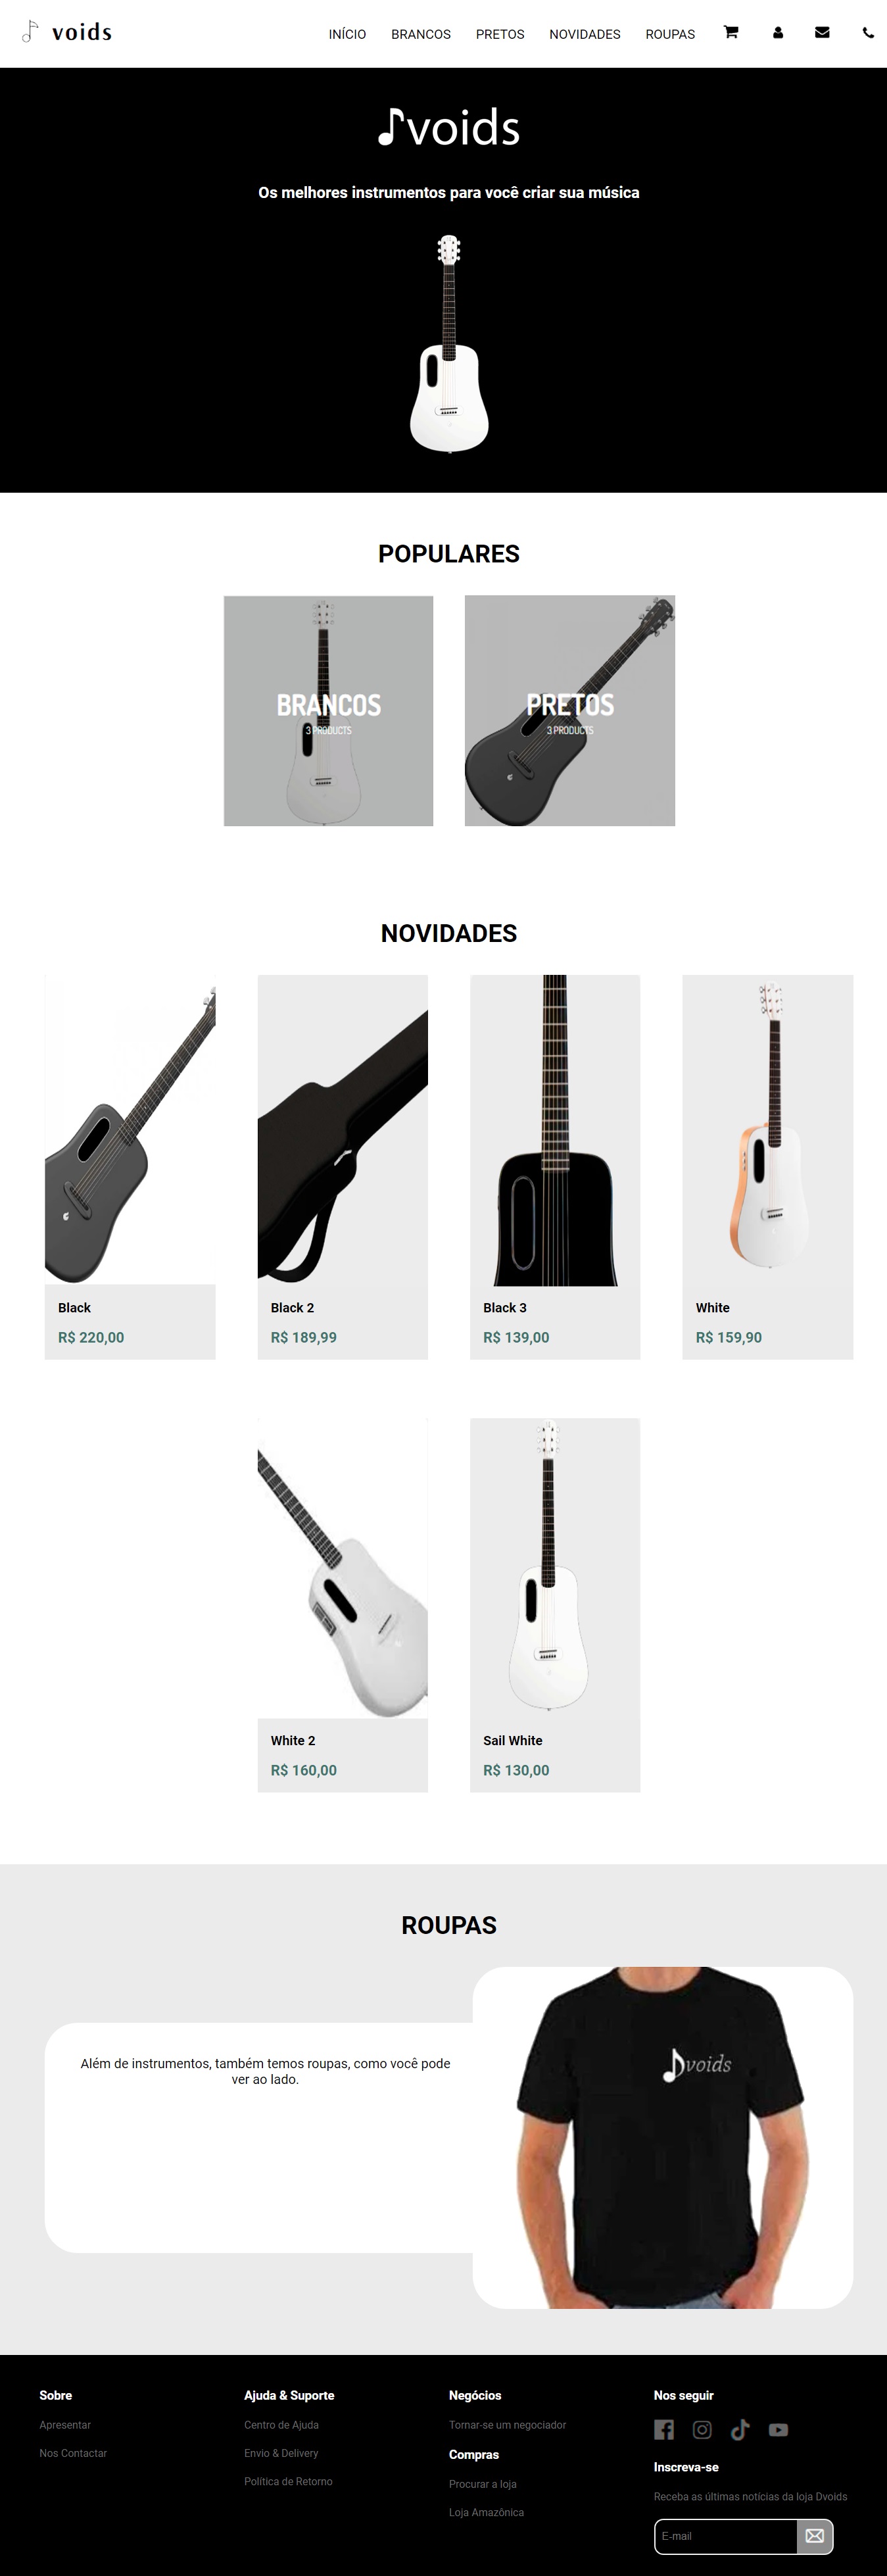 voids
INÍCIO
BRANCOS
PRETOS
NOVIDADES
ROUPAS
voids
Os melhores instrumentos para você criar sua música
POPULARES
BRANCOS
3 PRODUCTS
PRETOS
3 PRODUCTS
NOVIDADES
Black
R$ 220,00
Black 2
R$ 189,99
Black 3
R$ 139,00
White
R$ 159,90
White 2
R$ 160,00
Sail White
R$ 130,00
ROUPAS
Além de instrumentos, também temos roupas, como você pode
ver ao lado.
voids
Sobre
Apresentar
Nos Contactar
Ajuda & Suporte
Centro de Ajuda
Envio & Delivery
Política de Retorno
Negócios
Tornar-se um negociador
Compras
Procurar a loja
Loja Amazônica
Nos seguir
Inscreva-se
Receba as últimas notícias da loja Dvoids
E-mail